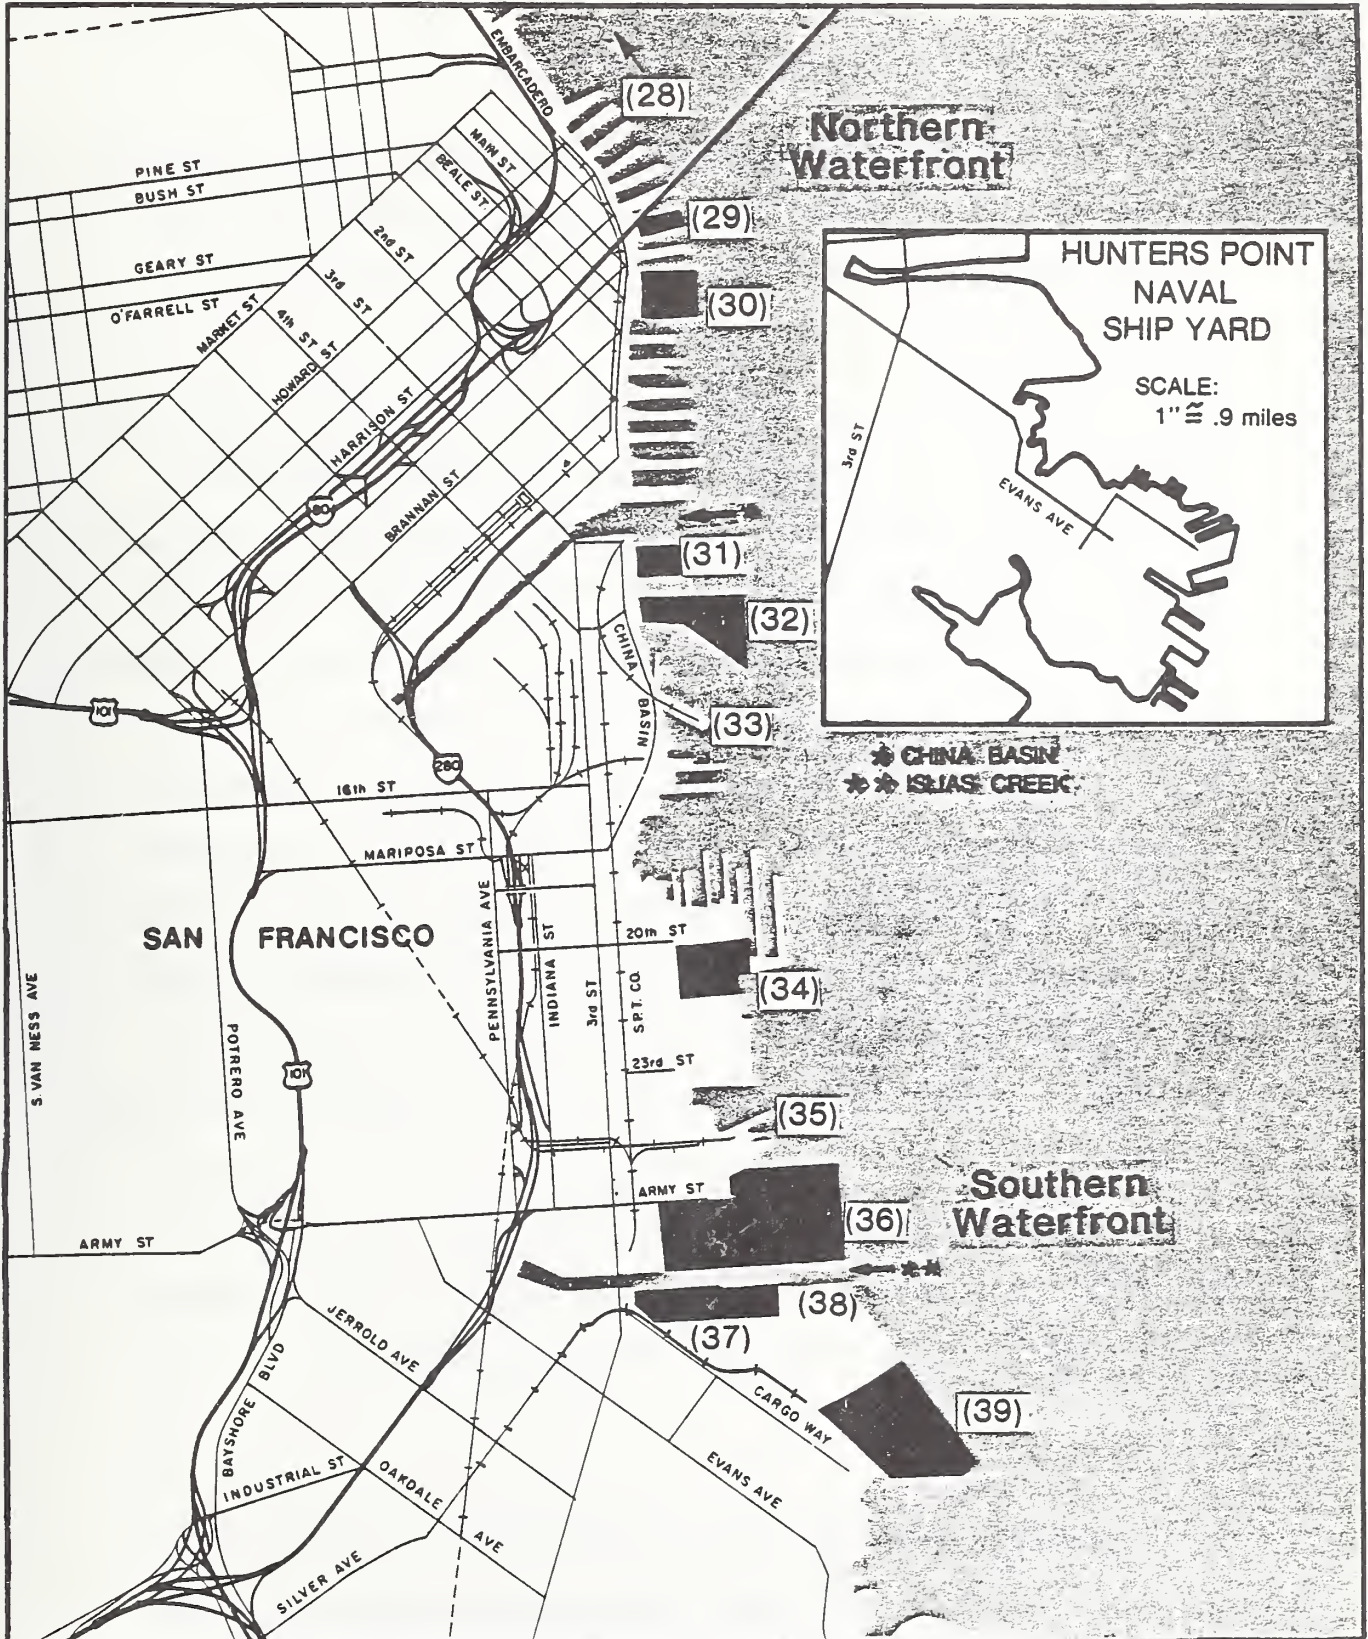 EMBARCADERO
(28)
Northern
Waterfront
MAIN ST
BEALE ST.
PINE ST
BUSH ST
(29)
2nd ST
HUNTERS POINT
NAVAL
SHIP YARD
GEARY ST
3rd ST
(30)
O'FARRELL ST
MARKET ST
4th ST
HOWARD ST
SCALE:
1" ≅ .9 miles
HARRISON ST
3rd ST
BRANNAN ST
80
EVANS AVE
*
(31)
(32)
CHINA BASIN
101
(33)
* CHINA BASIN
* * ISLIAS CREEK
280
16th ST
MARIPOSA ST
SAN FRANCISCO
PENNSYLVANIA AVE
INDIANA ST
3rd ST
S.P.T. CO.
20th ST
(34)
S. VAN NESS AVE
POTRERO AVE
101
23rd ST
(35)
Southern
Waterfront
ARMY ST
(36)
ARMY ST
**
(38)
(37)
JERROLD AVE
BAYSHORE BLVD
CARGO WAY
(39)
INDUSTRIAL ST
OAKDALE AVE
EVANS AVE
SILVER AVE